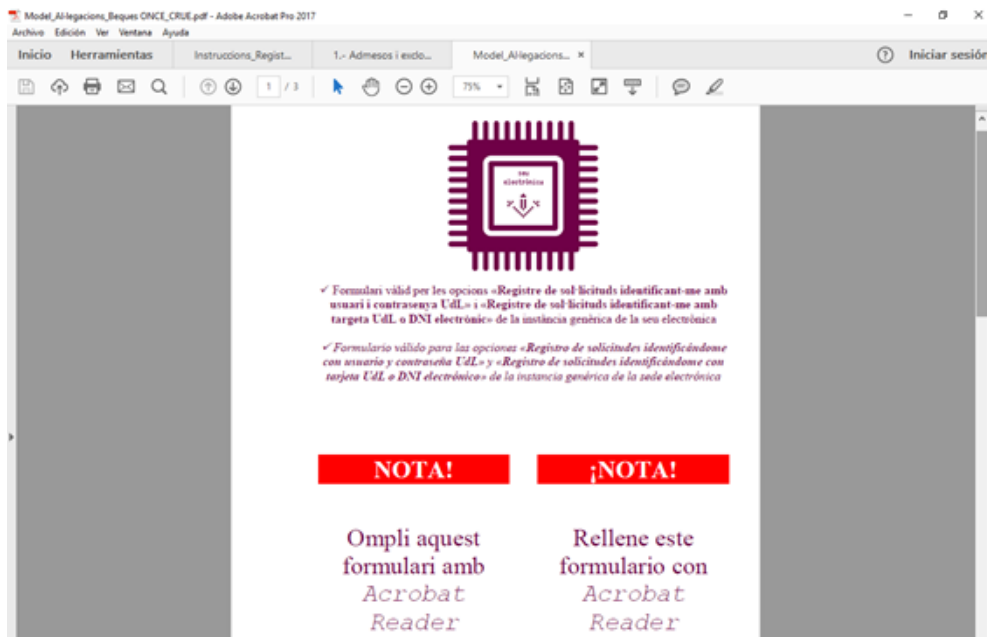 Model_Al·legacions_Beques ONCE_CRUE.pdf - Adobe Acrobat Pro 2017
Archivo Edición Ver Ventana Ayuda
Inicio Herramientas Instruccions_Regist... 1.- Admesos i exclo... Model_Al·legacions... × Iniciar sesión
1 / 3 75%
seu
electrònica
✓ Formulari vàlid per les opcions «Registre de sol·licituds identificant-me amb
usuari i contrasenya UdL» i «Registre de sol·licituds identificant-me amb
targeta UdL o DNI electrònic» de la instància genèrica de la seu electrònica
✓ Formulario válido para las opciones «Registro de solicitudes identificándome
con usuario y contraseña UdL» y «Registro de solicitudes identificándome con
tarjeta UdL o DNI electrónico» de la instancia genérica de la sede electrónica
NOTA! ¡NOTA!
Ompli aquest
formulari amb
Acrobat
Reader
Rellene este
formulario con
Acrobat
Reader